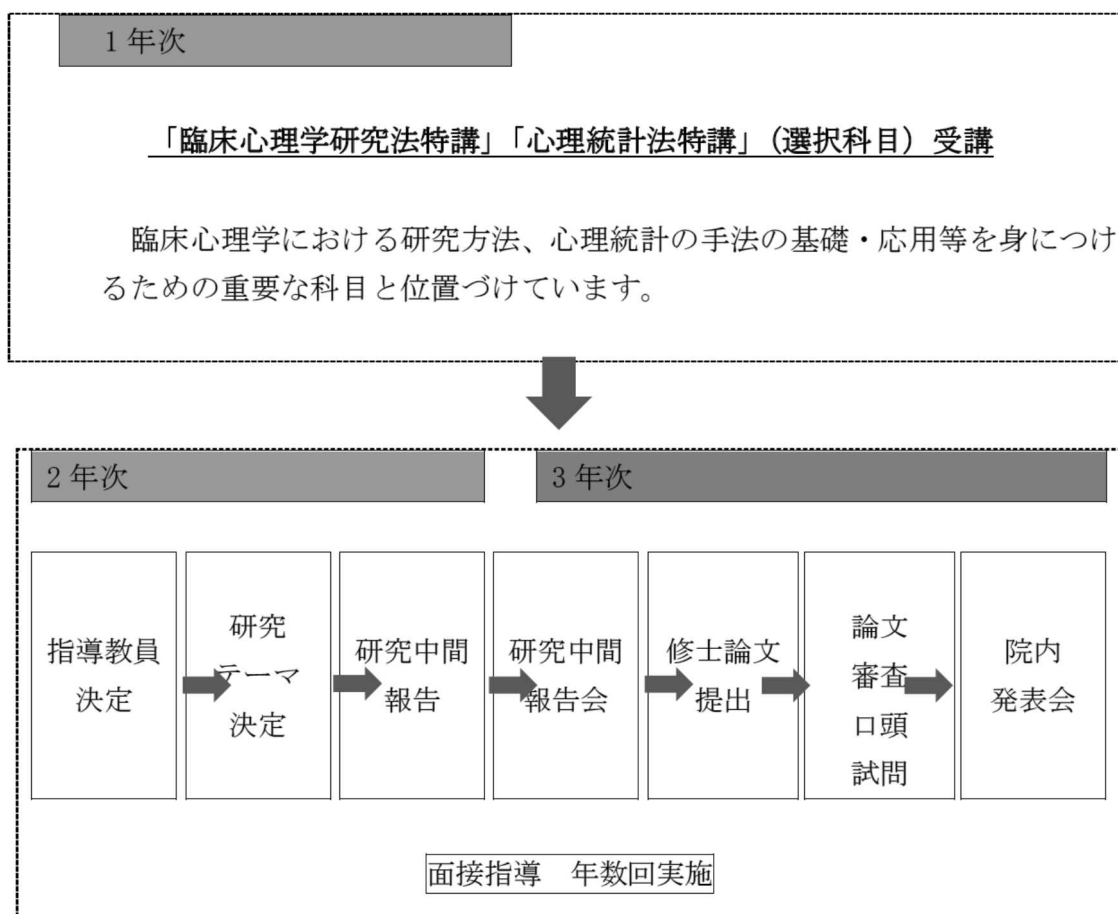 1 年次
「臨床心理学研究法特講」「心理統計法特講」（選択科目）受講
臨床心理学における研究方法、心理統計の手法の基礎・応用等を身につけ
るための重要な科目と位置づけています。
2 年次
3 年次
指導教員
決定
研究
テーマ
決定
研究中間
報告
研究中間
報告会
修士論文
提出
論文
審査
口頭
試問
院内
発表会
面接指導　年数回実施